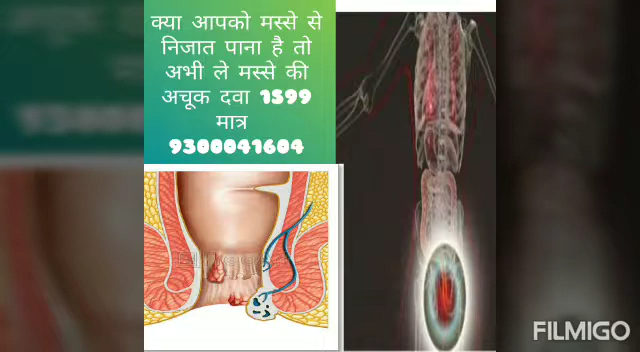 क्या आपको मस्से से
निजात पाना है तो
अभी ले मस्से की
अचूक दवा 1599
मात्र
9300041604
FILMIGO